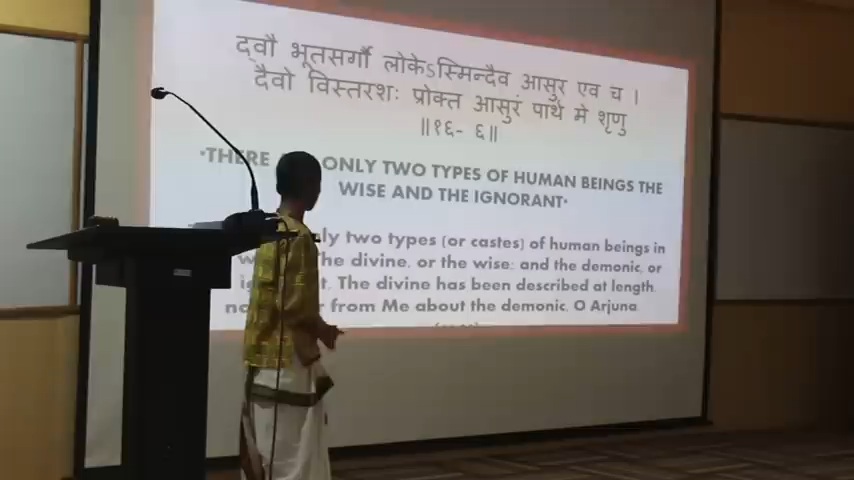 द्वौ भूतसर्गौ लोकेऽस्मिन्दैव आसुर एव च ।
दैवो विस्तरशः प्रोक्त आसुरं पार्थ मे शृणु
॥१६- ६॥
•THERE ONLY TWO TYPES OF HUMAN BEINGS THE
WISE AND THE IGNORANT•
two types (or castes) of human beings in
the divine, or the wise; and the demonic, or
The divine has been described at length,
from Me about the demonic, O Arjuna